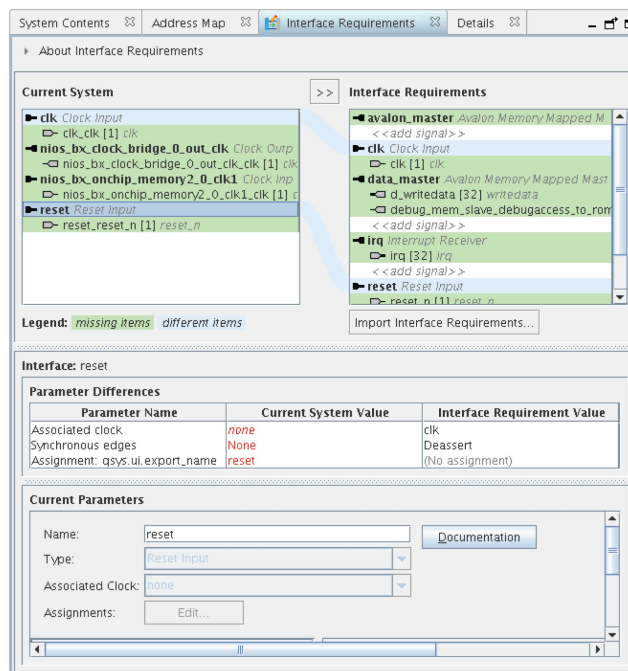 System Contents
Address Map
Interface Requirements
Details
About Interface Requirements
Current System
>>
Interface Requirements
clk Clock Input
clk_clk [1] clk
nios_bx_clock_bridge_0_out_clk Clock Outp
nios_bx_clock_bridge_0_out_clk_clk [1] clk
nios_bx_onchip_memory2_0_clk1 Clock Inp
nios_bx_onchip_memory2_0_clk1_clk [1] c
reset Reset Input
reset_reset_n [1] reset_n
avalon_master Avalon Memory Mapped M
<<add signal>>
clk Clock Input
clk [1] clk
data_master Avalon Memory Mapped Mast
d_writedata [32] writedata
debug_mem_slave_debugaccess_to_rom
<<add signal>>
irq Interrupt Receiver
irq [32] irq
<<add signal>>
reset Reset Input
reset_n [1] reset_n
Legend: missing items different items
Import Interface Requirements...
Interface: reset
Parameter Differences
Parameter Name Current System Value Interface Requirement Value
Associated clock none clk
Synchronous edges None Deassert
Assignment: qsys.ui.export_name reset (No assignment)
Current Parameters
Name: reset
Documentation
Type: Reset Input
Associated Clock: none
Assignments: Edit...